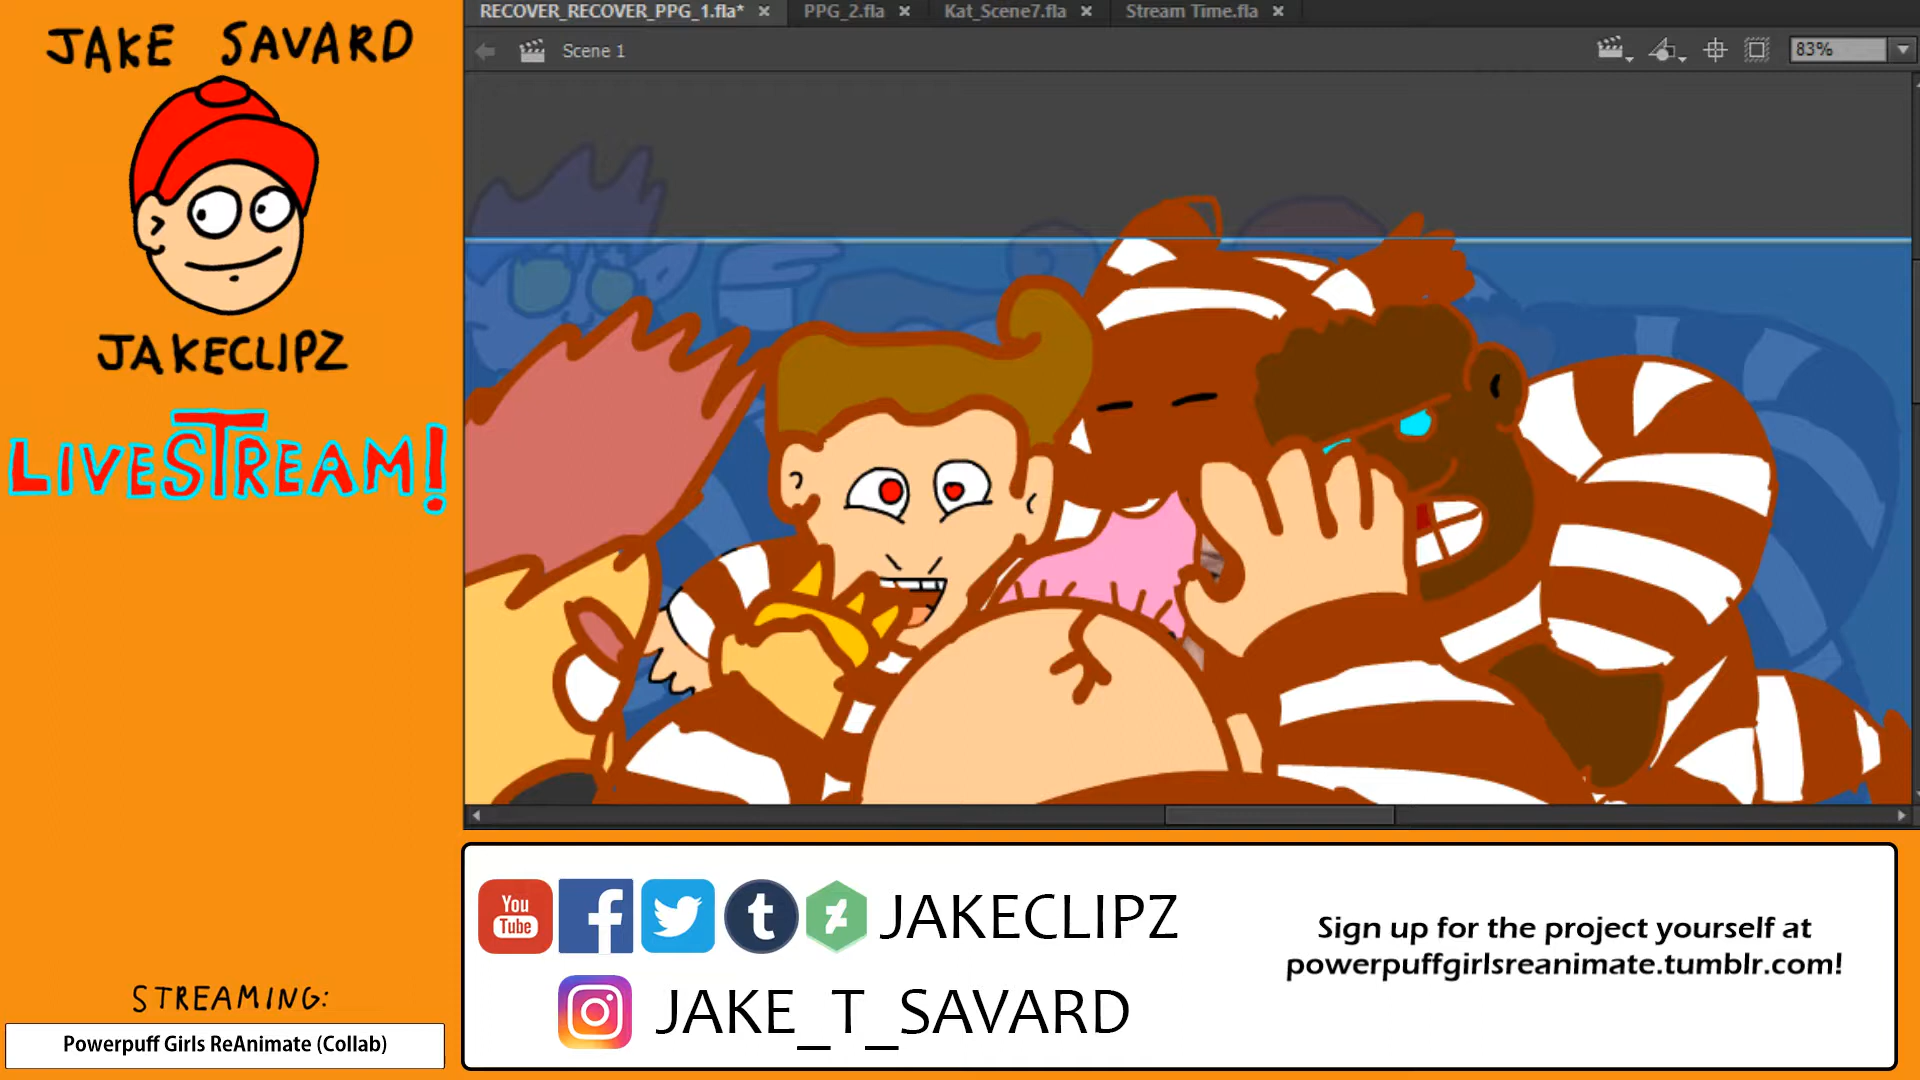 JAKE SAVARD
JAKECLIPZ
LIVESTREAM!
STREAMING:
Powerpuff Girls ReAnimate (Collab)
RECOVER_RECOVER_PPG_1.fla* × PPG_2.fla × Kat_Scene7.fla × Stream Time.fla ×
Scene 1
83%
You
Tube
f
t
JAKECLIPZ
JAKE_T_SAVARD
Sign up for the project yourself at
powerpuffgirlsreanimate.tumblr.com!